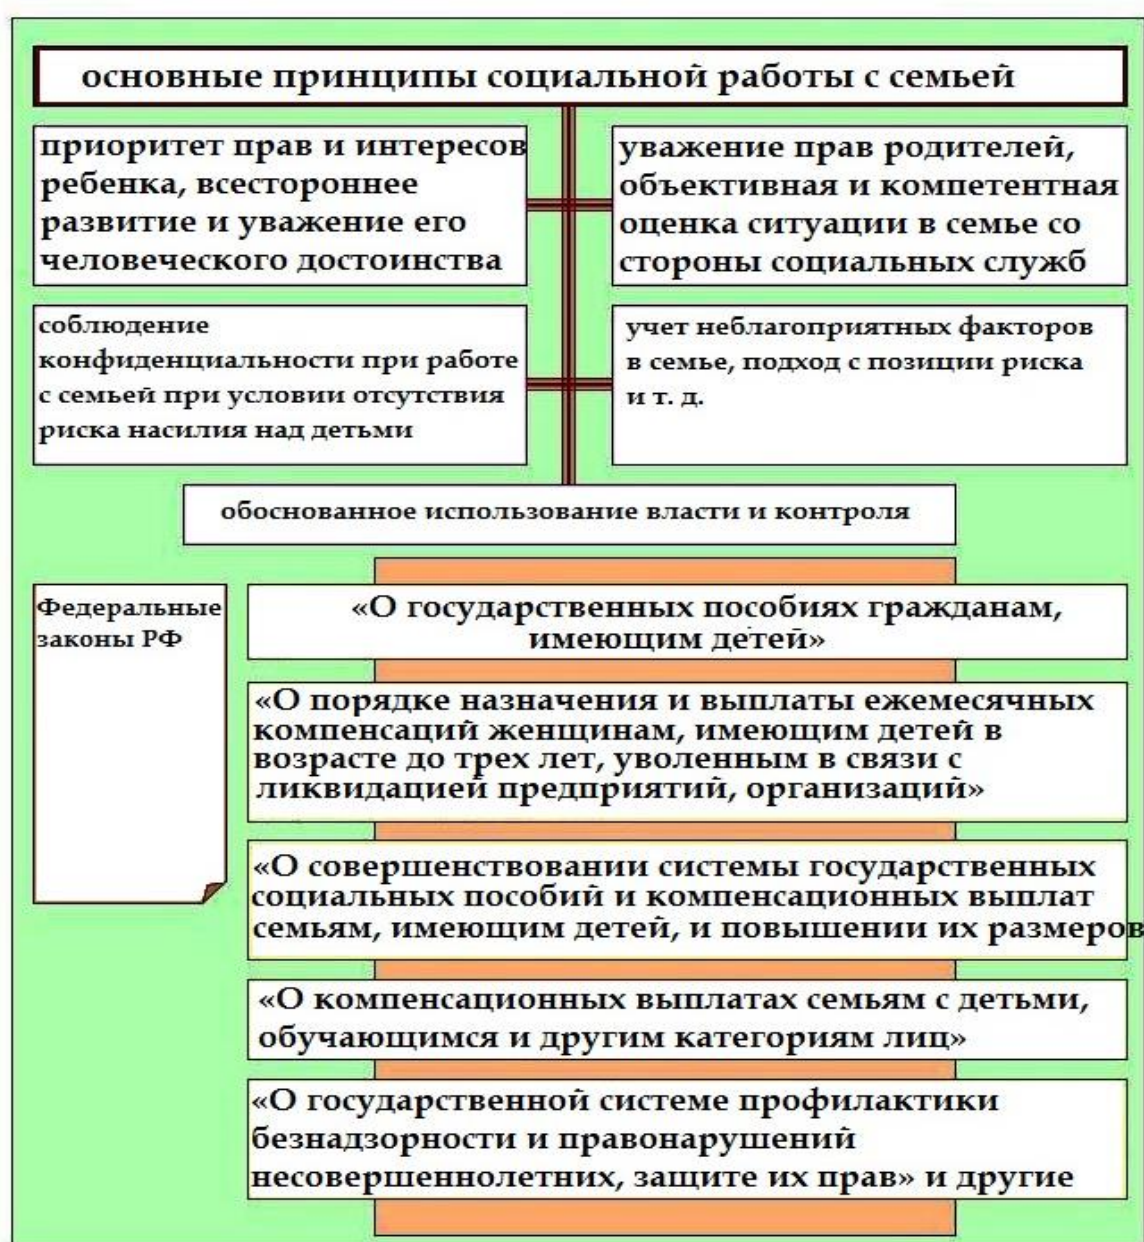 основные принципы социальной работы с семьей
приоритет прав и интересов
ребенка, всестороннее
развитие и уважение его
человеческого достоинства
уважение прав родителей,
объективная и компетентная
оценка ситуации в семье со
стороны социальных служб
соблюдение
конфиденциальности при работе
с семьей при условии отсутствия
риска насилия над детьми
учет неблагоприятных факторов
в семье, подход с позиции риска
и т. д.
обоснованное использование власти и контроля
Федеральные
законы РФ
«О государственных пособиях гражданам,
имеющим детей»
«О порядке назначения и выплаты ежемесячных
компенсаций женщинам, имеющим детей в
возрасте до трех лет, уволенным в связи с
ликвидацией предприятий, организаций»
«О совершенствовании системы государственных
социальных пособий и компенсационных выплат
семьям, имеющим детей, и повышении их размеров
«О компенсационных выплатах семьям с детьми,
обучающимся и другим категориям лиц»
«О государственной системе профилактики
безнадзорности и правонарушений
несовершеннолетних, защите их прав» и другие